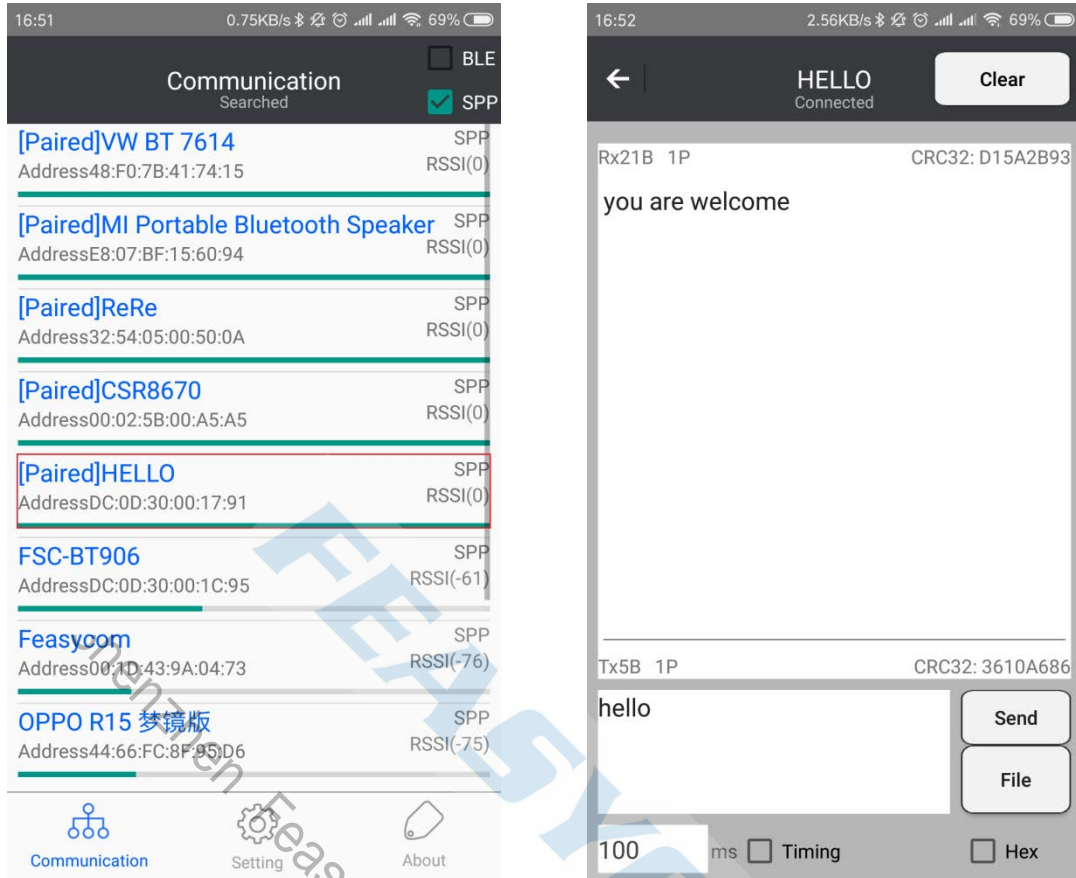 16:51 0.75KB/s 69%
Communication
Searched
BLE
SPP
[Paired]VW BT 7614 SPP
Address48:F0:7B:41:74:15 RSSI(0)
[Paired]MI Portable Bluetooth Speaker SPP
AddressE8:07:BF:15:60:94 RSSI(0)
[Paired]ReRe SPP
Address32:54:05:00:50:0A RSSI(0)
[Paired]CSR8670 SPP
Address00:02:5B:00:A5:A5 RSSI(0)
[Paired]HELLO SPP
AddressDC:0D:30:00:17:91 RSSI(0)
FSC-BT906 SPP
AddressDC:0D:30:00:1C:95 RSSI(-61)
Feasycom SPP
Address00:1D:43:9A:04:73 RSSI(-76)
OPPO R15 梦镜版 SPP
Address44:66:FC:8F:95:D6 RSSI(-75)
Communication Setting About
16:52 2.56KB/s 69%
HELLO
Connected
Clear
Rx21B 1P CRC32: D15A2B93
you are welcome
Tx5B 1P CRC32: 3610A686
hello
Send
File
100 ms Timing Hex